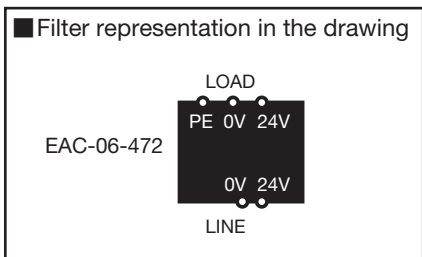 ■ Filter representation in the drawing
LOAD
PE 0V 24V
EAC-06-472
0V 24V
LINE